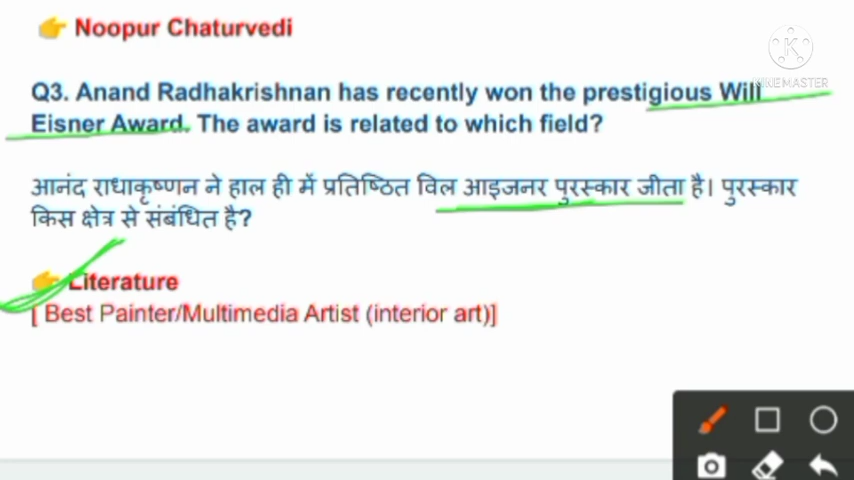 👉 Noopur Chaturvedi
KINEMASTER
Q3. Anand Radhakrishnan has recently won the prestigious Will
Eisner Award. The award is related to which field?
आनंद राधाकृष्णन ने हाल ही में प्रतिष्ठित विल आइजनर पुरस्कार जीता है। पुरस्कार
किस क्षेत्र से संबंधित है?
👉 Literature
[ Best Painter/Multimedia Artist (interior art)]